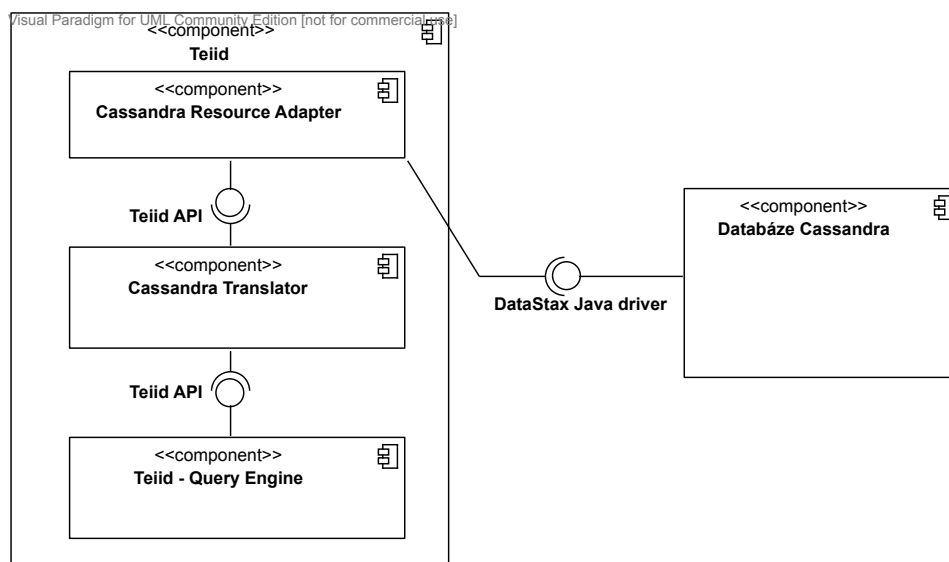 Visual Paradigm for UML Community Edition [not for commercial use]
<<component>>
Teiid
<<component>>
Cassandra Resource Adapter
Teiid API
<<component>>
Databáze Cassandra
<<component>>
Cassandra Translator
DataStax Java driver
Teiid API
<<component>>
Teiid - Query Engine